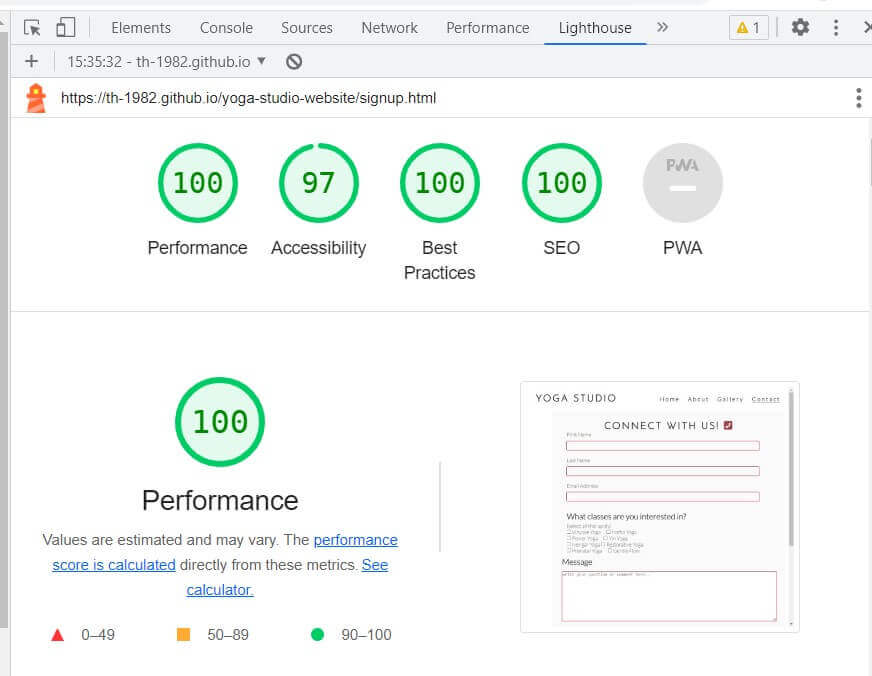 Elements Console Sources Network Performance Lighthouse » 1
15:35:32 - th-1982.github.io
https://th-1982.github.io/yoga-studio-website/signup.html
100 97 100 100 PWA
Performance Accessibility Best Practices SEO PWA
100
Performance
Values are estimated and may vary. The performance
score is calculated directly from these metrics. See
calculator.
0–49 50–89 90–100
YOGA STUDIO Home About Gallery Contact
CONNECT WITH US!
First Name
Last Name
Email Address
What classes are you interested in?
Message